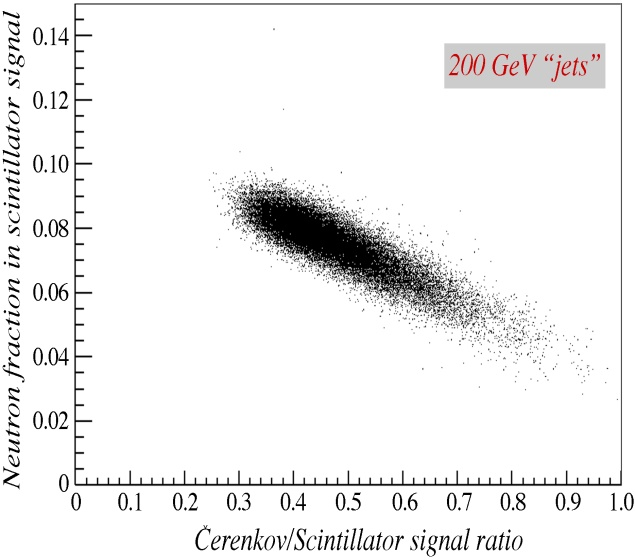 Neutron fraction in scintillator signal
0.14
0.12
0.10
0.08
0.06
0.04
0.02
0
200 GeV “jets”
0 0.1 0.2 0.3 0.4 0.5 0.6 0.7 0.8 0.9 1.0
Čerenkov/Scintillator signal ratio